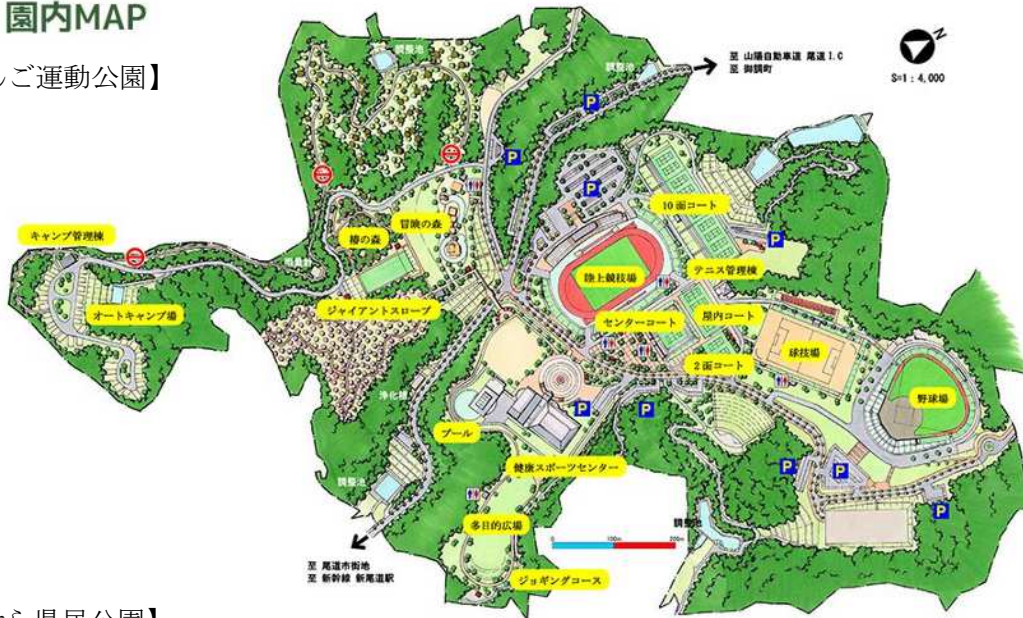 園内MAP
んご運動公園】
調整池
調整池
至 山陽自動車道 尾道I.C
至 御調町
S=1:4,000
P
P
P
10面コート
キャンプ管理棟
椿の森
冒険の森
P
陸上競技場
テニス管理棟
オートキャンプ場
ジャイアントスロープ
センターコート
屋内コート
球技場
2面コート
野球場
浄化槽
プール
P
P
健康スポーツセンター
P
P
P
調整池
多目的広場
調整池
0 100m 200m
至 尾道市街地
至 新幹線 新尾道駅
ジョギングコース